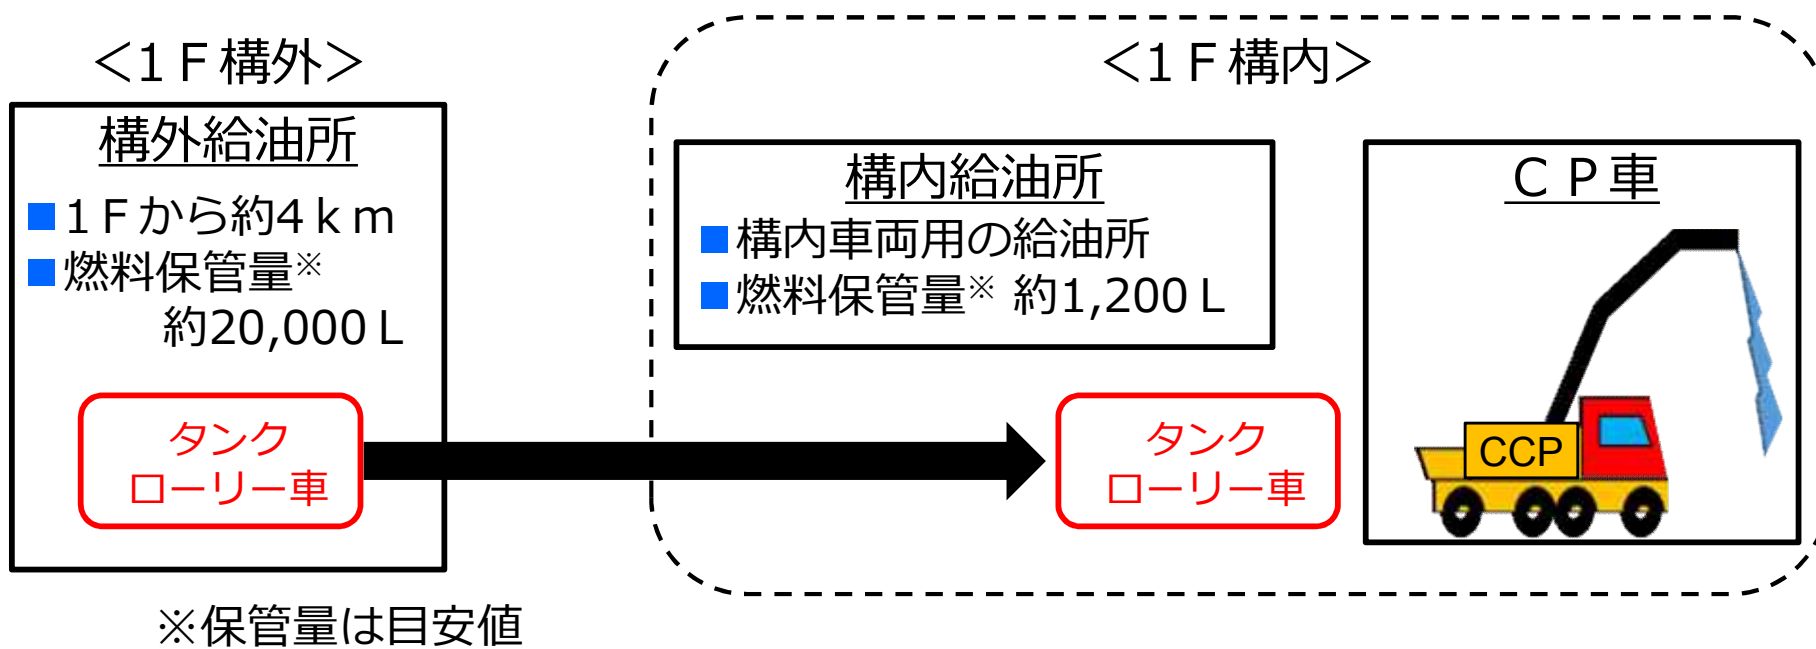 ＜1Ｆ構外＞
構外給油所
■1Ｆから約4ｋｍ
■燃料保管量※
約20,000Ｌ
タンク
ローリー車
＜1Ｆ構内＞
構内給油所
■構内車両用の給油所
■燃料保管量※ 約1,200Ｌ
タンク
ローリー車
ＣＰ車
CCP
※保管量は目安値